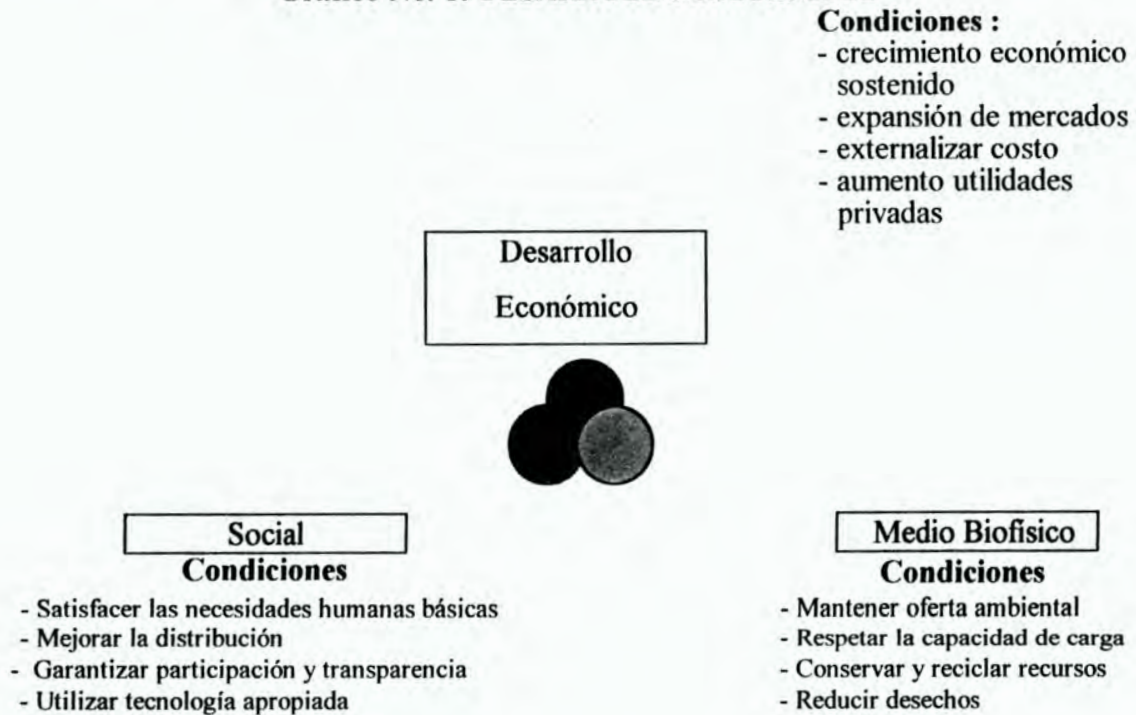 Condiciones :
- crecimiento económico
sostenido
- expansión de mercados
- externalizar costo
- aumento utilidades
privadas
Desarrollo
Económico
Social
Condiciones
- Satisfacer las necesidades humanas básicas
- Mejorar la distribución
- Garantizar participación y transparencia
- Utilizar tecnología apropiada
Medio Biofísico
Condiciones
- Mantener oferta ambiental
- Respetar la capacidad de carga
- Conservar y reciclar recursos
- Reducir desechos